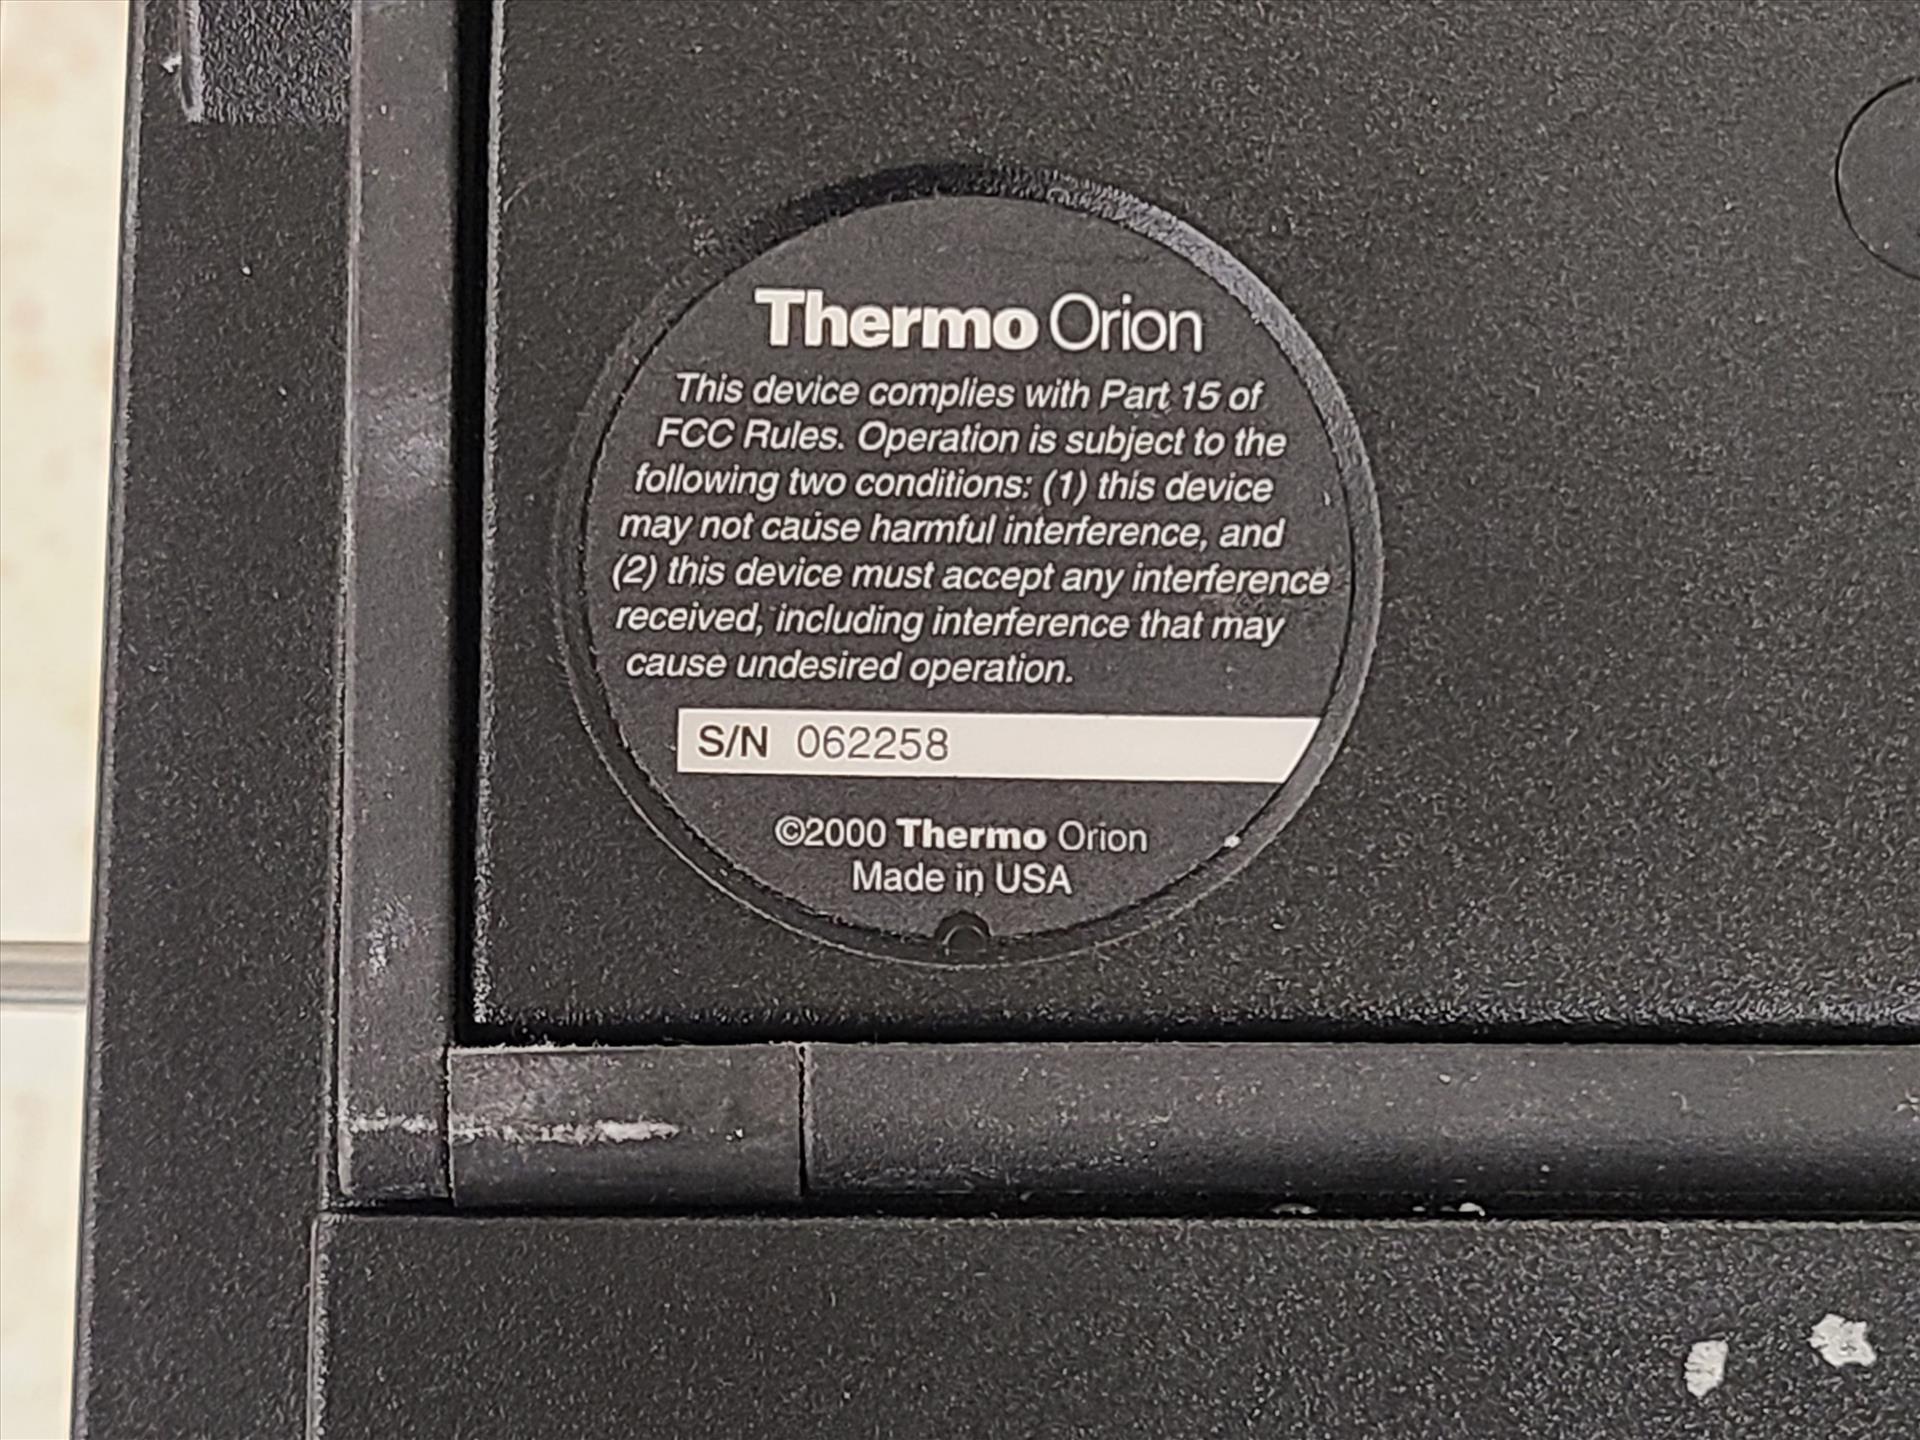 Thermo Orion
This device complies with Part 15 of
FCC Rules. Operation is subject to the
following two conditions: (1) this device
may not cause harmful interference, and
(2) this device must accept any interference
received, including interference that may
cause undesired operation.
S/N 062258
©2000 Thermo Orion
Made in USA